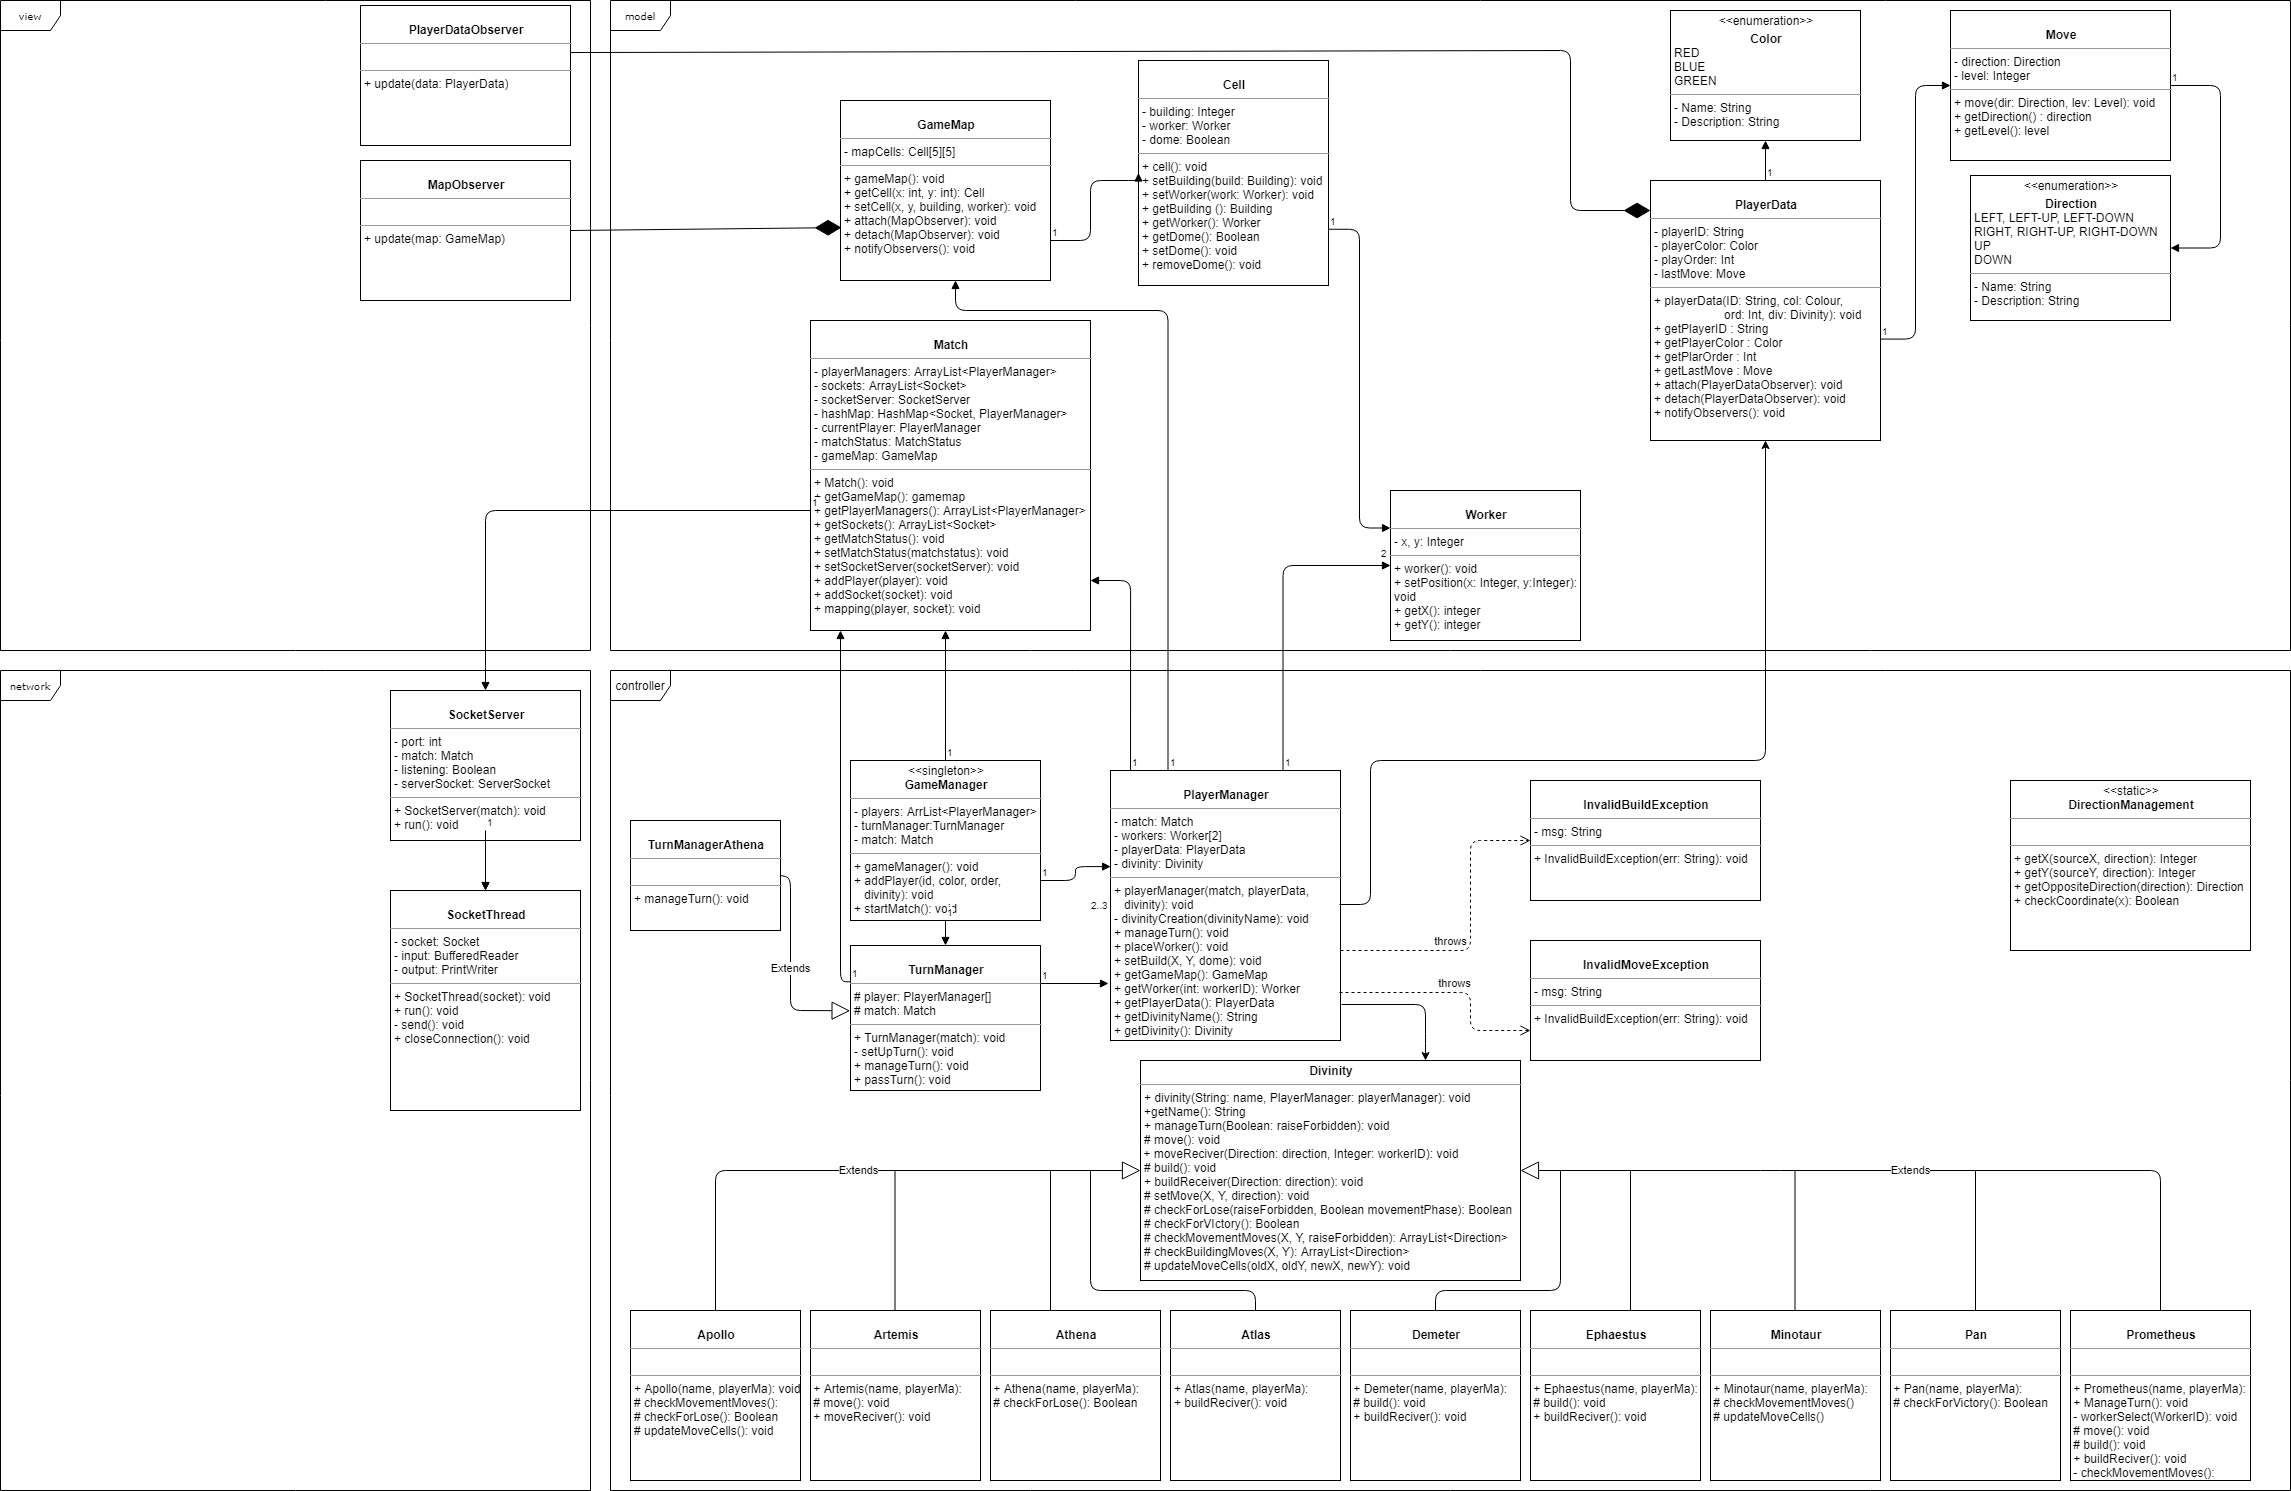 view
PlayerDataObserver
+ update(data: PlayerData)
MapObserver
+ update(map: GameMap)
model
GameMap
- mapCells: Cell[5][5]
+ gameMap(): void
+ getCell(x: int, y: int): Cell
+ setCell(x, y, building, worker): void
+ attach(MapObserver): void
+ detach(MapObserver): void
+ notifyObservers(): void
1
Cell
- building: Integer
- worker: Worker
- dome: Boolean
+ cell(): void
+ setBuilding(build: Building): void
+ setWorker(work: Worker): void
+ getBuilding (): Building
+ getWorker(): Worker
+ getDome(): Boolean
+ setDome(): void
+ removeDome(): void
1
<<enumeration>>
Color
RED
BLUE
GREEN
- Name: String
- Description: String
1
Move
- direction: Direction
- level: Integer
+ move(dir: Direction, lev: Level): void
+ getDirection() : direction
+ getLevel(): level
1
<<enumeration>>
Direction
LEFT, LEFT-UP, LEFT-DOWN
RIGHT, RIGHT-UP, RIGHT-DOWN
UP
DOWN
- Name: String
- Description: String
PlayerData
- playerID: String
- playerColor: Color
- playOrder: Int
- lastMove: Move
+ playerData(ID: String, col: Colour,
ord: Int, div: Divinity): void
+ getPlayerID : String
+ getPlayerColor : Color
+ getPlarOrder : Int
+ getLastMove : Move
+ attach(PlayerDataObserver): void
+ detach(PlayerDataObserver): void
+ notifyObservers(): void
1
Match
- playerManagers: ArrayList<PlayerManager>
- sockets: ArrayList<Socket>
- socketServer: SocketServer
- hashMap: HashMap<Socket, PlayerManager>
- currentPlayer: PlayerManager
- matchStatus: MatchStatus
- gameMap: GameMap
+ Match(): void
+ getGameMap(): gamemap
1
+ getPlayerManagers(): ArrayList<PlayerManager>
+ getSockets(): ArrayList<Socket>
+ getMatchStatus(): void
+ setMatchStatus(matchstatus): void
+ setSocketServer(socketServer): void
+ addPlayer(player): void
+ addSocket(socket): void
+ mapping(player, socket): void
Worker
- x, y: Integer
2
+ worker(): void
+ setPosition(x: Integer, y:Integer):
void
+ getX(): integer
+ getY(): integer
network
SocketServer
- port: int
- match: Match
- listening: Boolean
- serverSocket: ServerSocket
+ SocketServer(match): void
+ run(): void
1
SocketThread
- socket: Socket
- input: BufferedReader
- output: PrintWriter
+ SocketThread(socket): void
+ run(): void
- send(): void
+ closeConnection(): void
controller
TurnManagerAthena
+ manageTurn(): void
Extends
1
<<singleton>>
GameManager
- players: ArrList<PlayerManager>
- turnManager:TurnManager
- match: Match
+ gameManager(): void
+ addPlayer(id, color, order,
divinity): void
+ startMatch(): void
1
1
TurnManager
1
1
# player: PlayerManager[]
# match: Match
+ TurnManager(match): void
- setUpTurn(): void
+ manageTurn(): void
+ passTurn(): void
1
1
1
PlayerManager
- match: Match
- workers: Worker[2]
- playerData: PlayerData
- divinity: Divinity
2..3
+ playerManager(match, playerData,
divinity): void
- divinityCreation(divinityName): void
+ manageTurn(): void
+ placeWorker(): void
+ setBuild(X, Y, dome): void
+ getGameMap(): GameMap
+ getWorker(int: workerID): Worker
+ getPlayerData(): PlayerData
+ getDivinityName(): String
+ getDivinity(): Divinity
throws
throws
InvalidBuildException
- msg: String
+ InvalidBuildException(err: String): void
InvalidMoveException
- msg: String
+ InvalidBuildException(err: String): void
<<static>>
DirectionManagement
+ getX(sourceX, direction): Integer
+ getY(sourceY, direction): Integer
+ getOppositeDirection(direction): Direction
+ checkCoordinate(x): Boolean
Divinity
+ divinity(String: name, PlayerManager: playerManager): void
+getName(): String
+ manageTurn(Boolean: raiseForbidden): void
# move(): void
+ moveReciver(Direction: direction, Integer: workerID): void
# build(): void
+ buildReceiver(Direction: direction): void
# setMove(X, Y, direction): void
# checkForLose(raiseForbidden, Boolean movementPhase): Boolean
# checkForVIctory(): Boolean
# checkMovementMoves(X, Y, raiseForbidden): ArrayList<Direction>
# checkBuildingMoves(X, Y): ArrayList<Direction>
# updateMoveCells(oldX, oldY, newX, newY): void
Extends
Extends
Apollo
+ Apollo(name, playerMa): void
# checkMovementMoves():
# checkForLose(): Boolean
# updateMoveCells(): void
Artemis
+ Artemis(name, playerMa):
# move(): void
+ moveReciver(): void
Athena
+ Athena(name, playerMa):
# checkForLose(): Boolean
Atlas
+ Atlas(name, playerMa):
+ buildReciver(): void
Demeter
+ Demeter(name, playerMa):
# build(): void
+ buildReciver(): void
Ephaestus
+ Ephaestus(name, playerMa):
# build(): void
+ buildReciver(): void
Minotaur
+ Minotaur(name, playerMa):
# checkMovementMoves()
# updateMoveCells()
Pan
+ Pan(name, playerMa):
# checkForVictory(): Boolean
Prometheus
+ Prometheus(name, playerMa):
+ ManageTurn(): void
- workerSelect(WorkerID): void
# move(): void
# build(): void
+ buildReciver(): void
- checkMovementMoves():